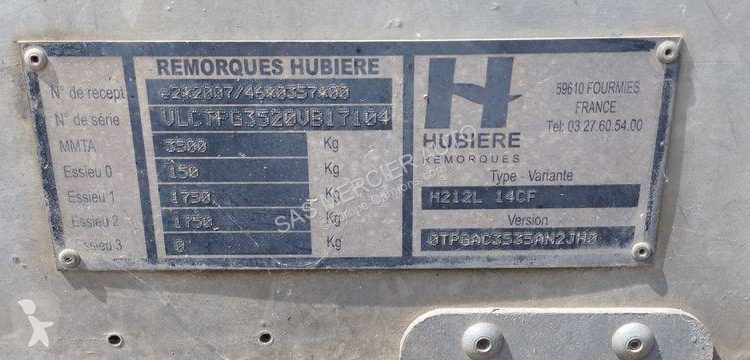 REMORQUES HUBIERE
N° de recept e2*2007/46*0357*00
N° de série VLCTPG3520VB17104
MMTA 3500 Kg
Essieu 0 150 Kg
Essieu 1 1750 Kg
Essieu 2 1750 Kg
Essieu 3 0 Kg
H
HUBIERE
REMORQUES
59610 FOURMIES
FRANCE
Tel: 03.27.60.54.00
Type - Variante
H212L 14CF
Version
0TPGAC3535AN2JH0
SAS MERCIER AUTO